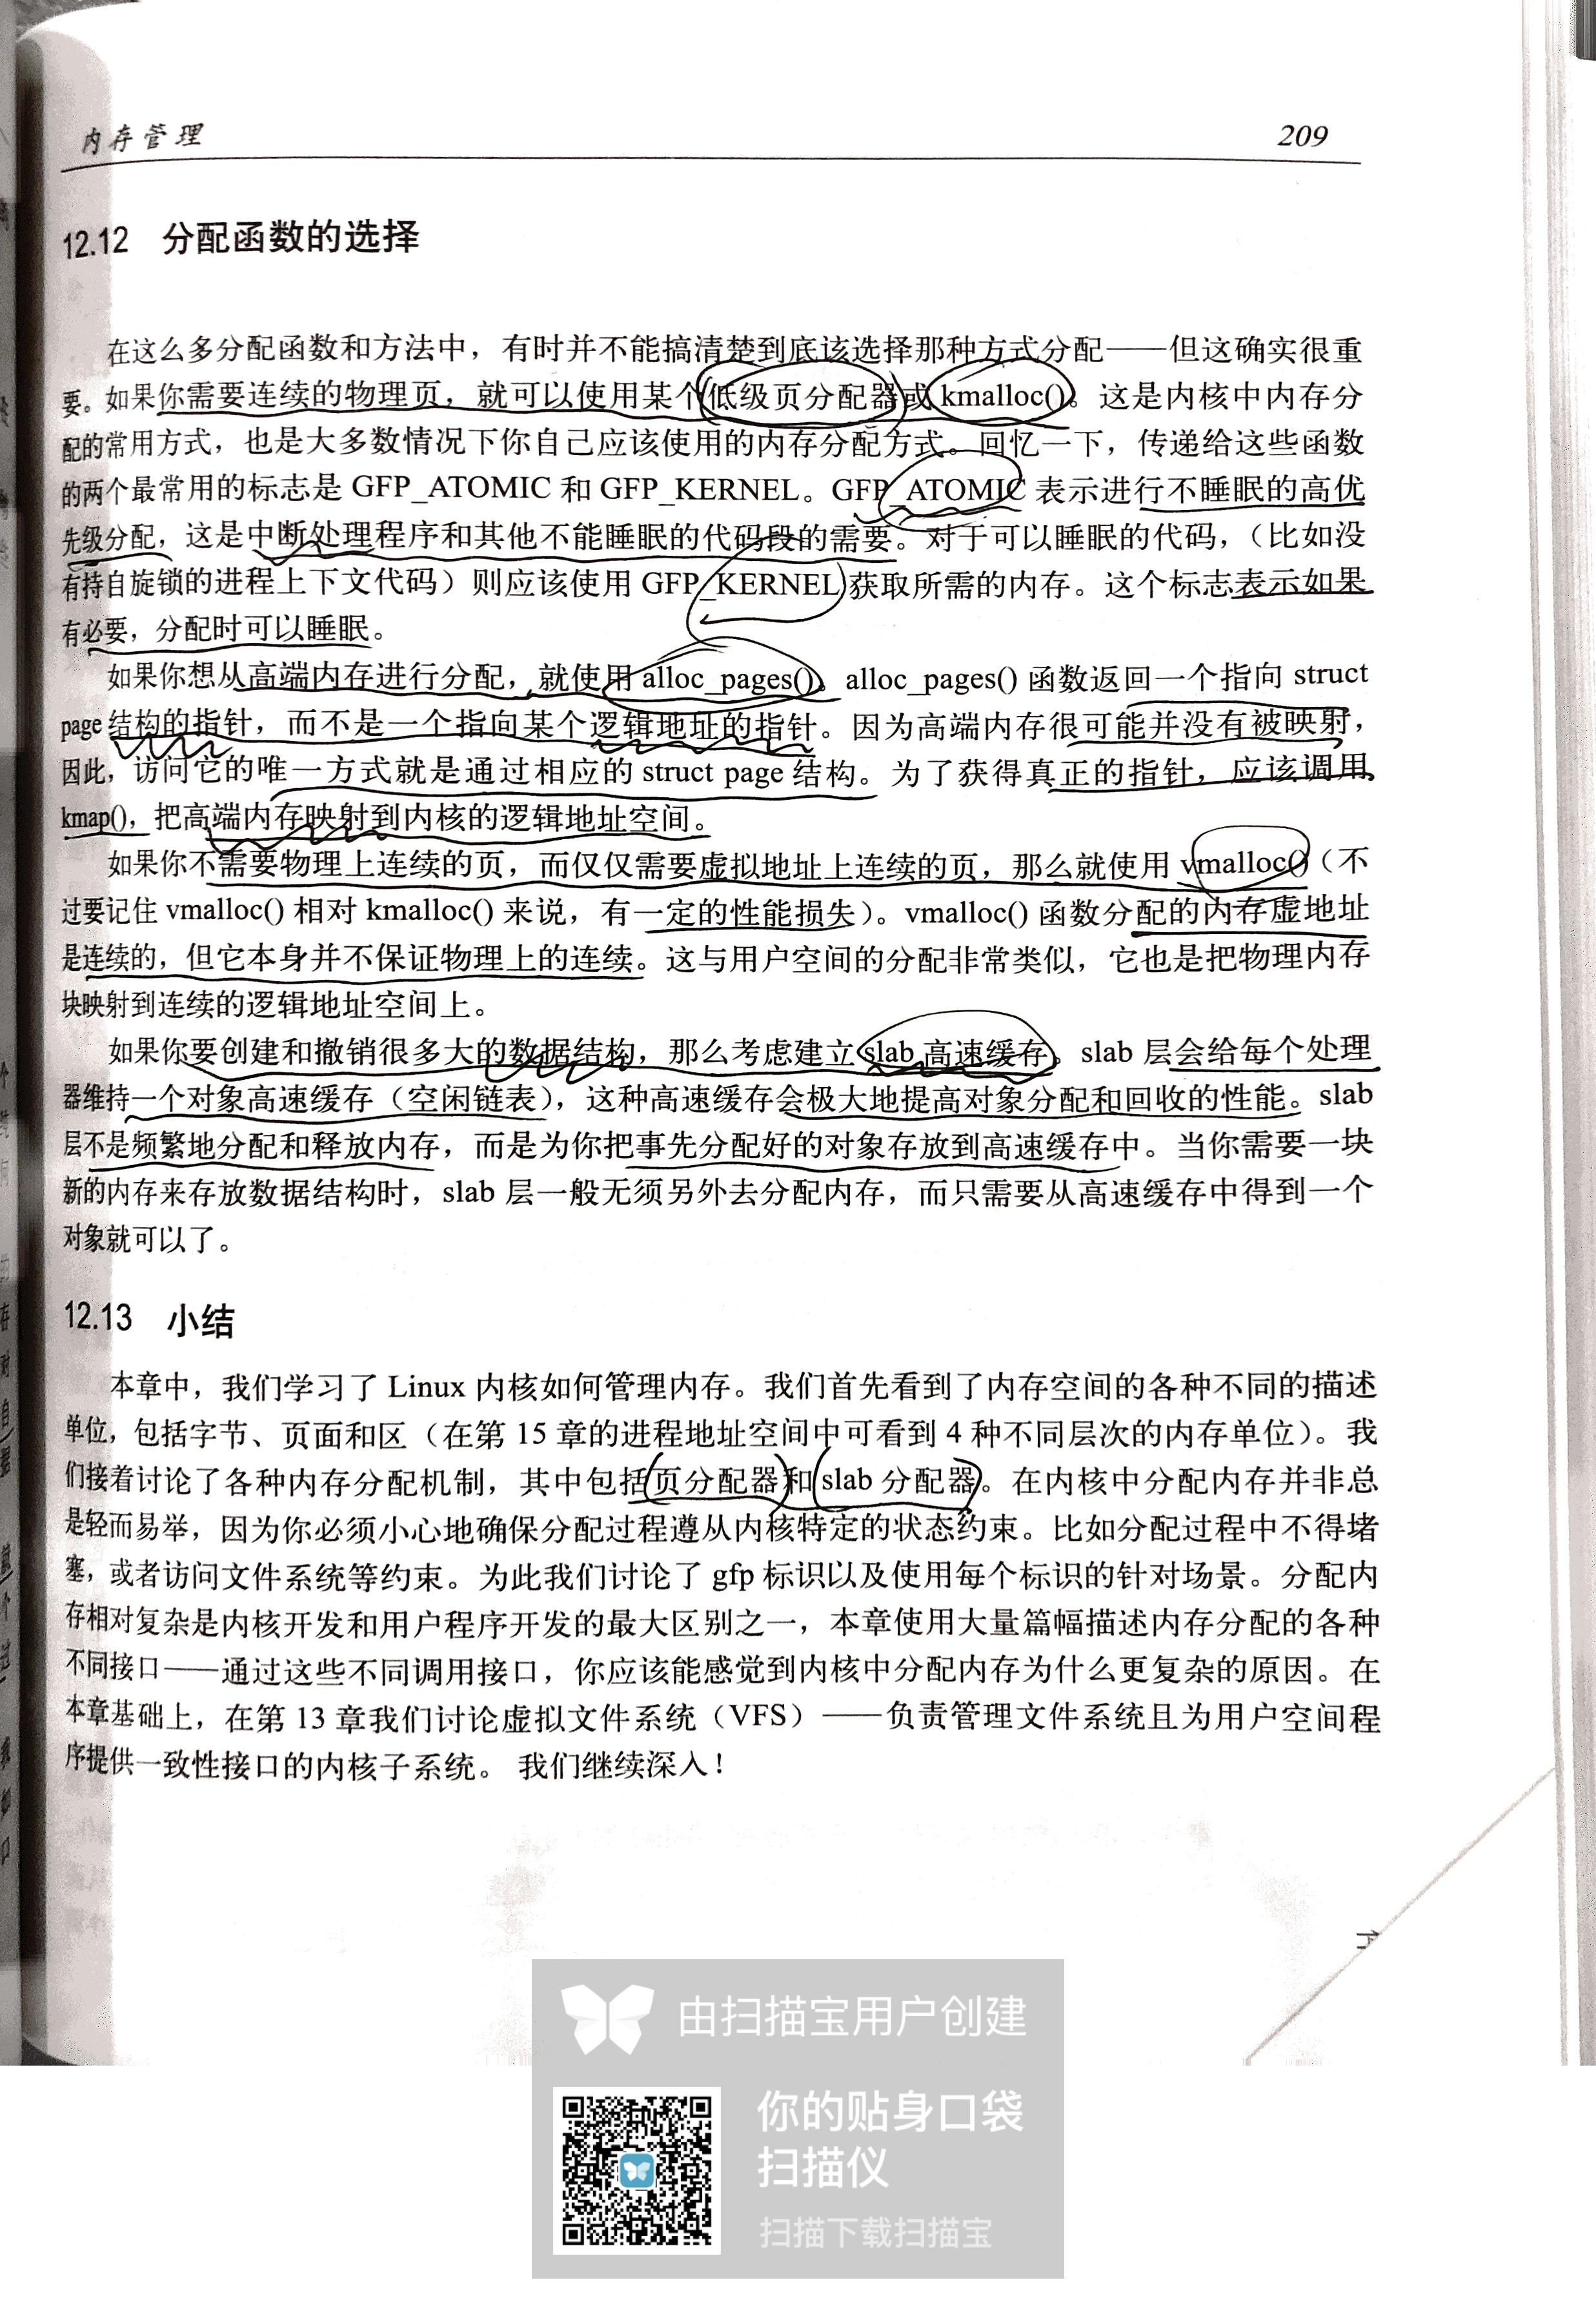 内存管理 209
12.12 分配函数的选择
在这么多分配函数和方法中，有时并不能搞清楚到底该选择那种方式分配——但这确实很重
要。如果你需要连续的物理页，就可以使用某个低级页分配器或 kmalloc()。这是内核中内存分
配的常用方式，也是大多数情况下你自己应该使用的内存分配方式。回忆一下，传递给这些函数
的两个最常用的标志是 GFP_ATOMIC 和 GFP_KERNEL。GFP_ATOMIC 表示进行不睡眠的高优
先级分配，这是中断处理程序和其他不能睡眠的代码段的需要。对于可以睡眠的代码，（比如没
有持自旋锁的进程上下文代码）则应该使用 GFP_KERNEL 获取所需的内存。这个标志表示如果
有必要，分配时可以睡眠。
如果你想从高端内存进行分配，就使用 alloc_pages()。alloc_pages() 函数返回一个指向 struct
page 结构的指针，而不是一个指向某个逻辑地址的指针。因为高端内存很可能并没有被映射，
因此，访问它的唯一方式就是通过相应的 struct page 结构。为了获得真正的指针，应该调用
kmap()，把高端内存映射到内核的逻辑地址空间。
如果你不需要物理上连续的页，而仅仅需要虚拟地址上连续的页，那么就使用 vmalloc()（不
过要记住 vmalloc() 相对 kmalloc() 来说，有一定的性能损失）。vmalloc() 函数分配的内存虚地址
是连续的，但它本身并不保证物理上的连续。这与用户空间的分配非常类似，它也是把物理内存
块映射到连续的逻辑地址空间上。
如果你要创建和撤销很多大的数据结构，那么考虑建立 slab 高速缓存。slab 层会给每个处理
器维持一个对象高速缓存（空闲链表），这种高速缓存会极大地提高对象分配和回收的性能。slab
层不是频繁地分配和释放内存，而是为你把事先分配好的对象存放到高速缓存中。当你需要一块
新的内存来存放数据结构时，slab 层一般无须另外去分配内存，而只需要从高速缓存中得到一个
对象就可以了。
12.13 小结
本章中，我们学习了 Linux 内核如何管理内存。我们首先看到了内存空间的各种不同的描述
单位，包括字节、页面和区（在第 15 章的进程地址空间中可看到 4 种不同层次的内存单位）。我
们接着讨论了各种内存分配机制，其中包括页分配器和 slab 分配器。在内核中分配内存并非总
是轻而易举，因为你必须小心地确保分配过程遵从内核特定的状态约束。比如分配过程中不得堵
塞，或者访问文件系统等约束。为此我们讨论了 gfp 标识以及使用每个标识的针对场景。分配内
存相对复杂是内核开发和用户程序开发的最大区别之一，本章使用大量篇幅描述内存分配的各种
不同接口——通过这些不同调用接口，你应该能感觉到内核中分配内存为什么更复杂的原因。在
本章基础上，在第 13 章我们讨论虚拟文件系统（VFS）——负责管理文件系统且为用户空间程
序提供一致性接口的内核子系统。 我们继续深入！
由扫描宝用户创建
你的贴身口袋
扫描仪
扫描下载扫描宝